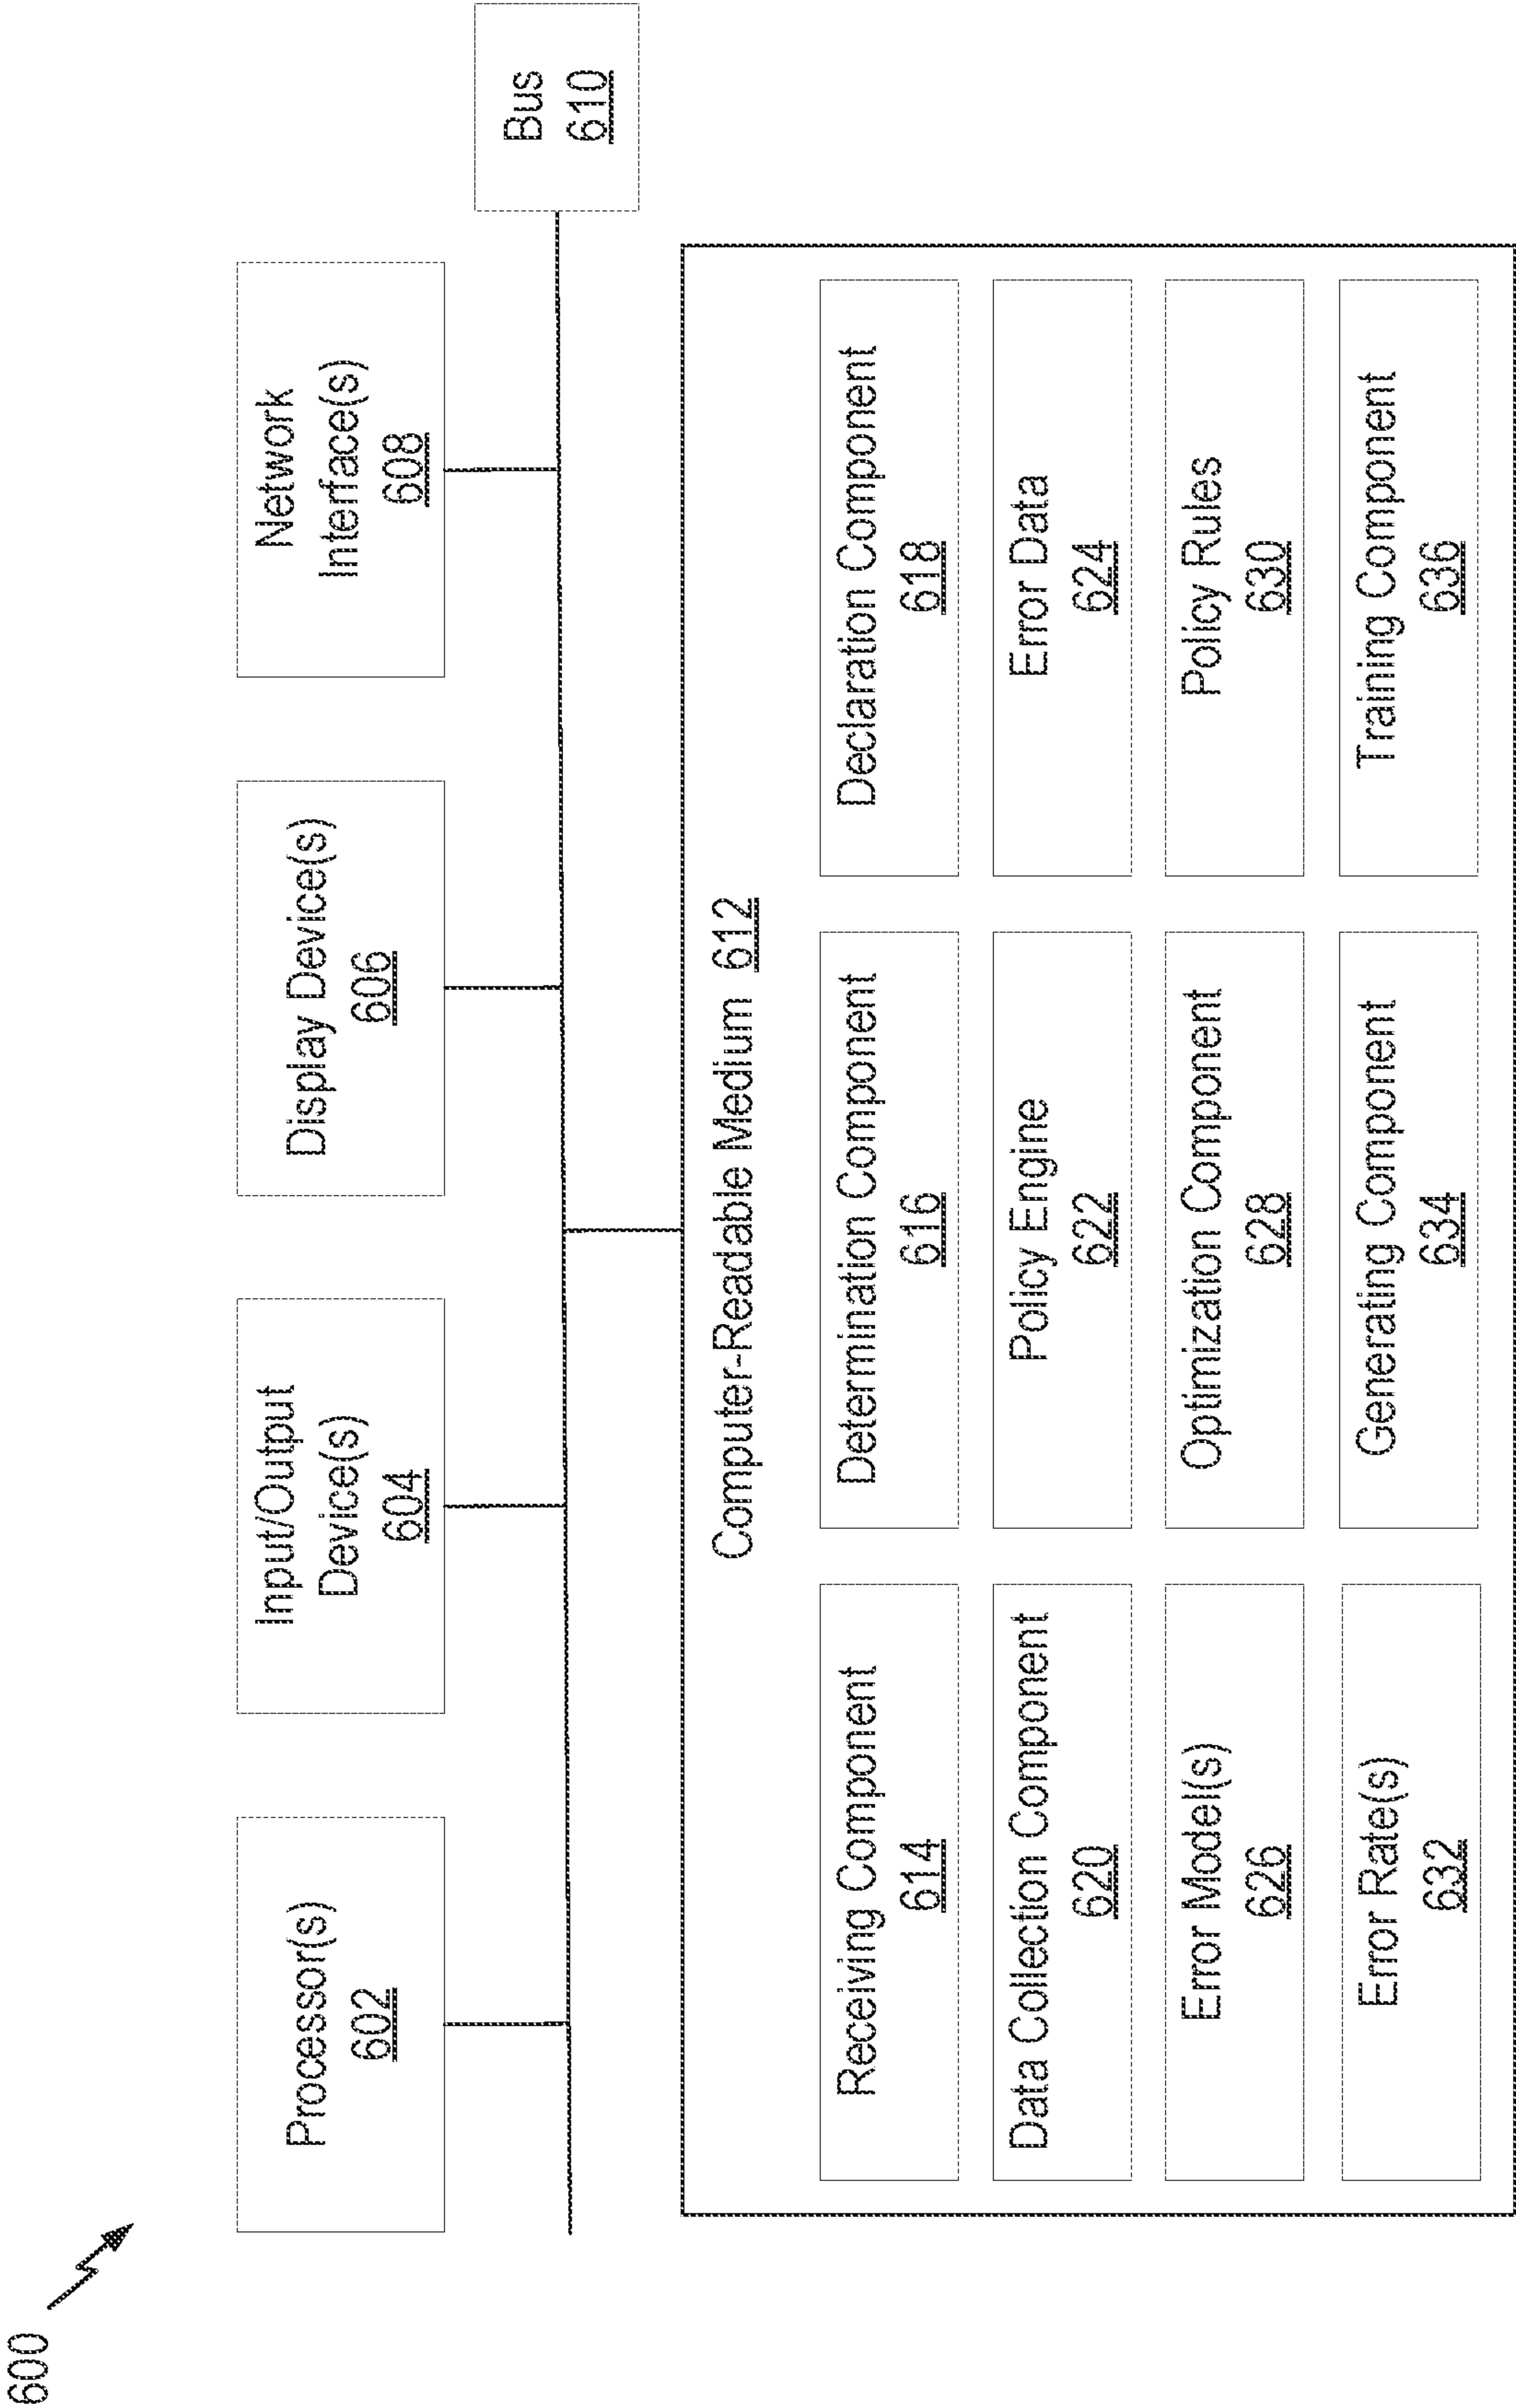 600
Processor(s)
602
Input/Output
Device(s)
604
Display Device(s)
606
Network
Interface(s)
608
Bus
610
Computer-Readable Medium 612
Receiving Component
614
Determination Component
616
Declaration Component
618
Data Collection Component
620
Policy Engine
622
Error Data
624
Error Model(s)
626
Optimization Component
628
Policy Rules
630
Error Rate(s)
632
Generating Component
634
Training Component
636